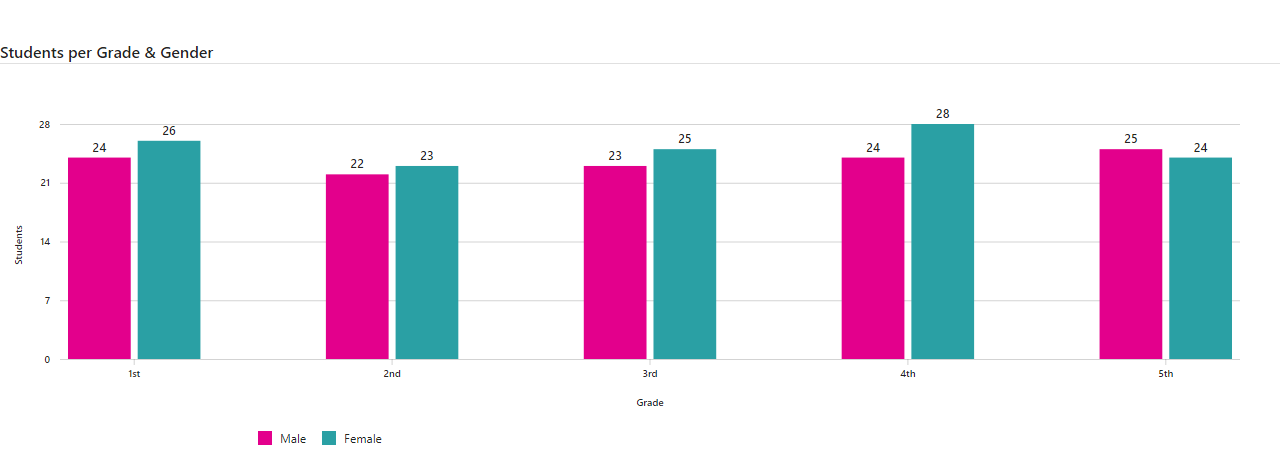 Students per Grade & Gender
28
24 26 22 23 23 25 24 28 25 24
21
14
7
0
Students
1st 2nd 3rd 4th 5th
Grade
Male Female